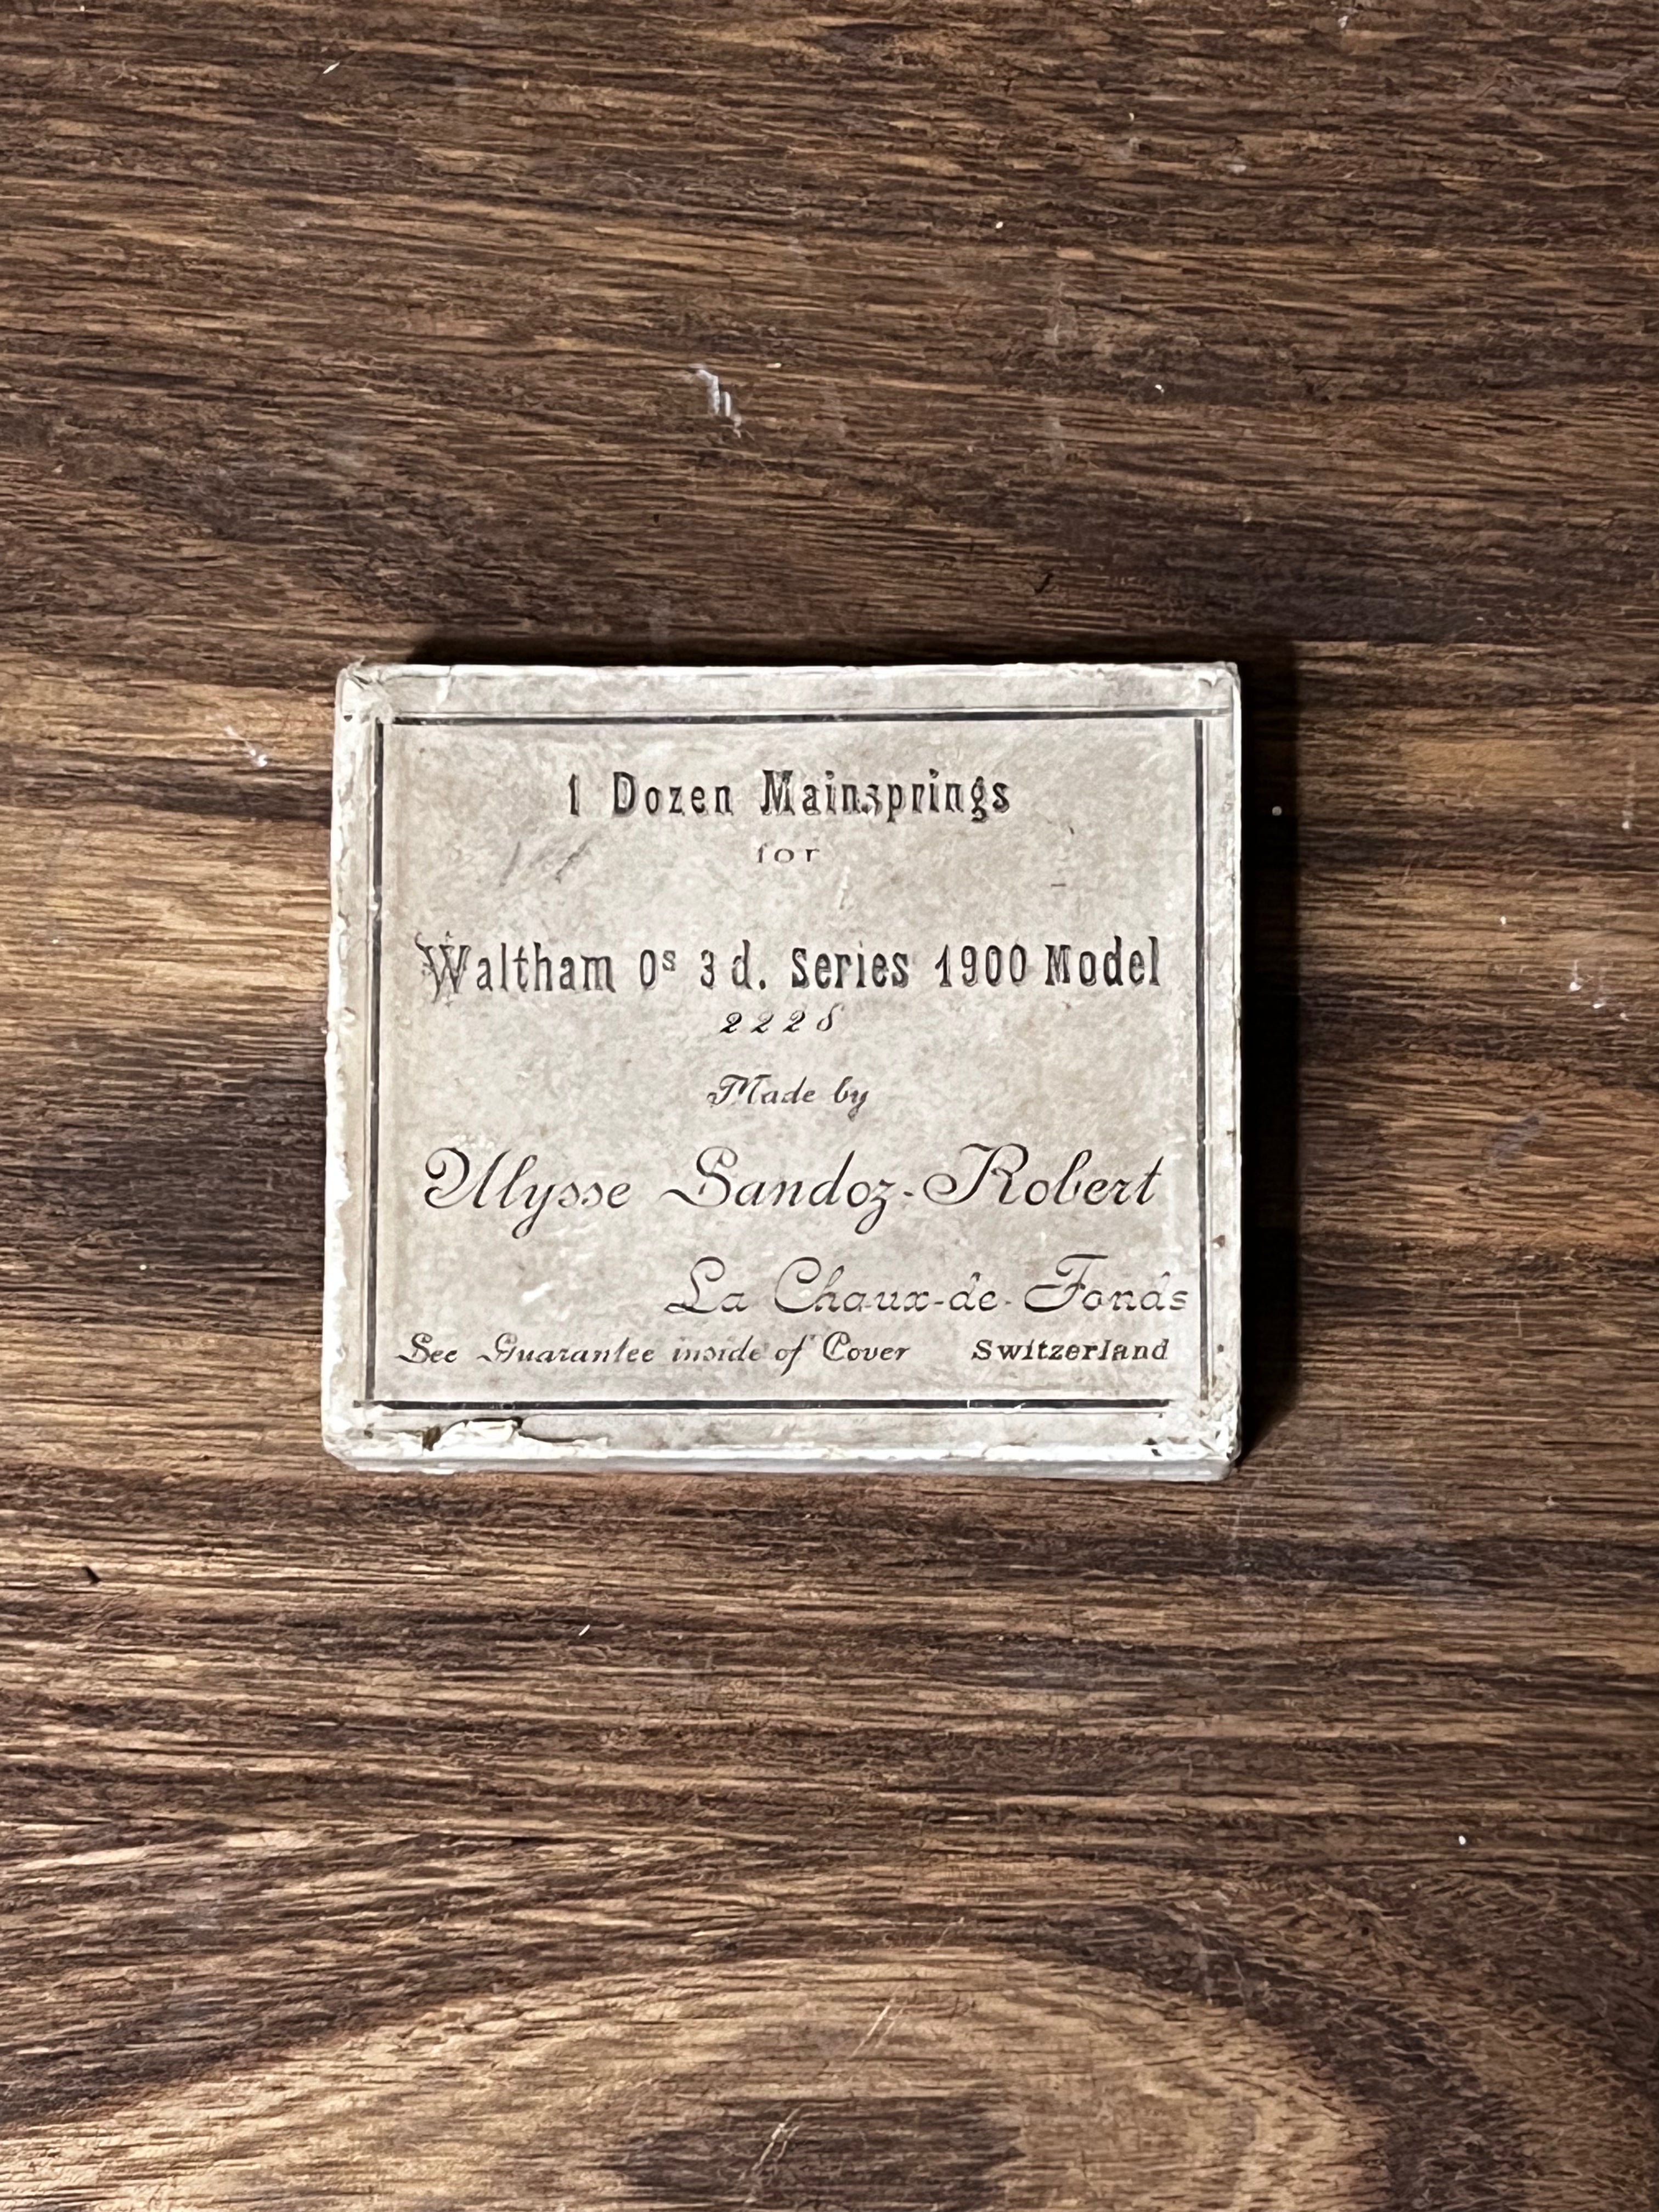 1 Dozen Mainsprings
for
Waltham 0s 3d. Series 1900 Model
2228
Made by
Ulysse Sandoz-Robert
La Chaux-de-Fonds
See Guarantee inside of Cover Switzerland